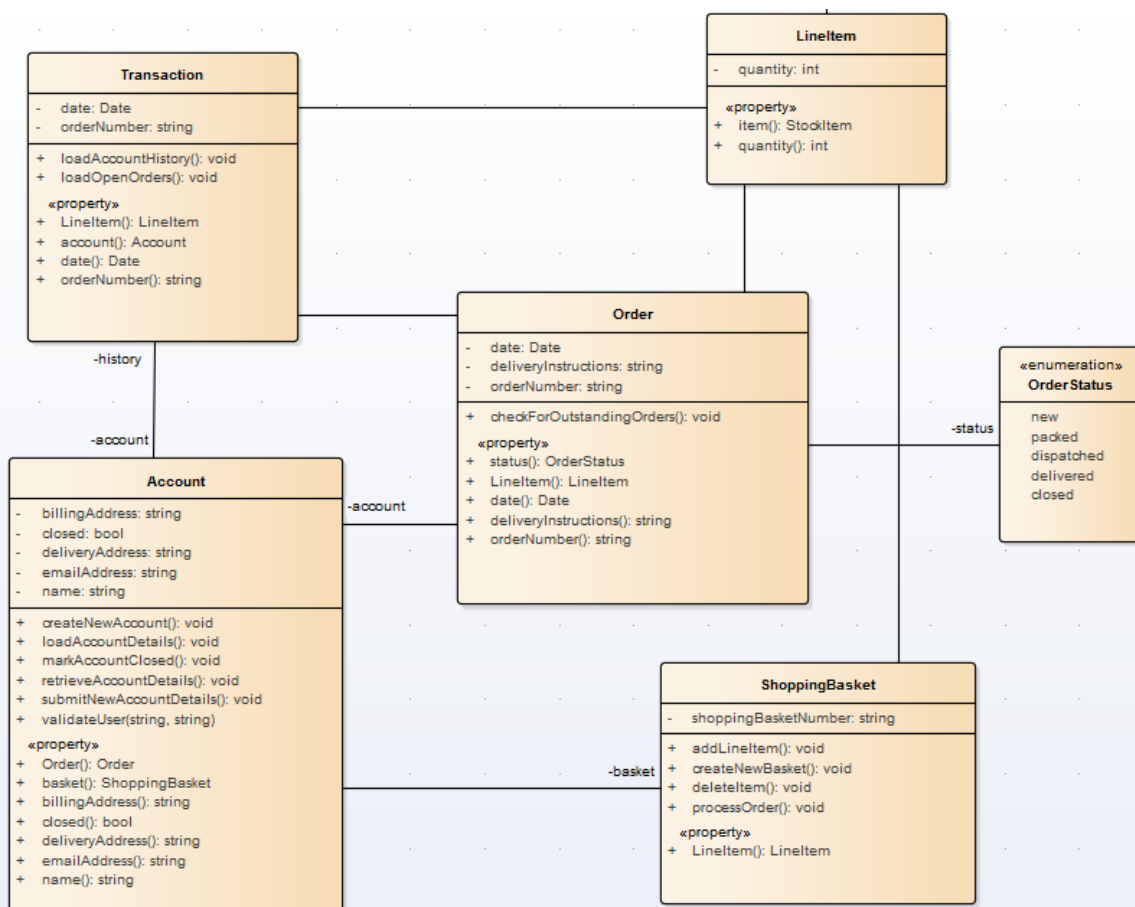 Transaction
- date: Date
- orderNumber: string
+ loadAccountHistory(): void
+ loadOpenOrders(): void
«property»
+ LineItem(): LineItem
+ account(): Account
+ date(): Date
+ orderNumber(): string
LineItem
- quantity: int
«property»
+ item(): StockItem
+ quantity(): int
-history
-account
Order
- date: Date
- deliveryInstructions: string
- orderNumber: string
+ checkForOutstandingOrders(): void
«property»
+ status(): OrderStatus
+ LineItem(): LineItem
+ date(): Date
+ deliveryInstructions(): string
+ orderNumber(): string
-status
«enumeration»
OrderStatus
new
packed
dispatched
delivered
closed
-account
Account
- billingAddress: string
- closed: bool
- deliveryAddress: string
- emailAddress: string
- name: string
+ createNewAccount(): void
+ loadAccountDetails(): void
+ markAccountClosed(): void
+ retrieveAccountDetails(): void
+ submitNewAccountDetails(): void
+ validateUser(string, string)
«property»
+ Order(): Order
+ basket(): ShoppingBasket
+ billingAddress(): string
+ closed(): bool
+ deliveryAddress(): string
+ emailAddress(): string
+ name(): string
-basket
ShoppingBasket
- shoppingBasketNumber: string
+ addLineItem(): void
+ createNewBasket(): void
+ deleteItem(): void
+ processOrder(): void
«property»
+ LineItem(): LineItem